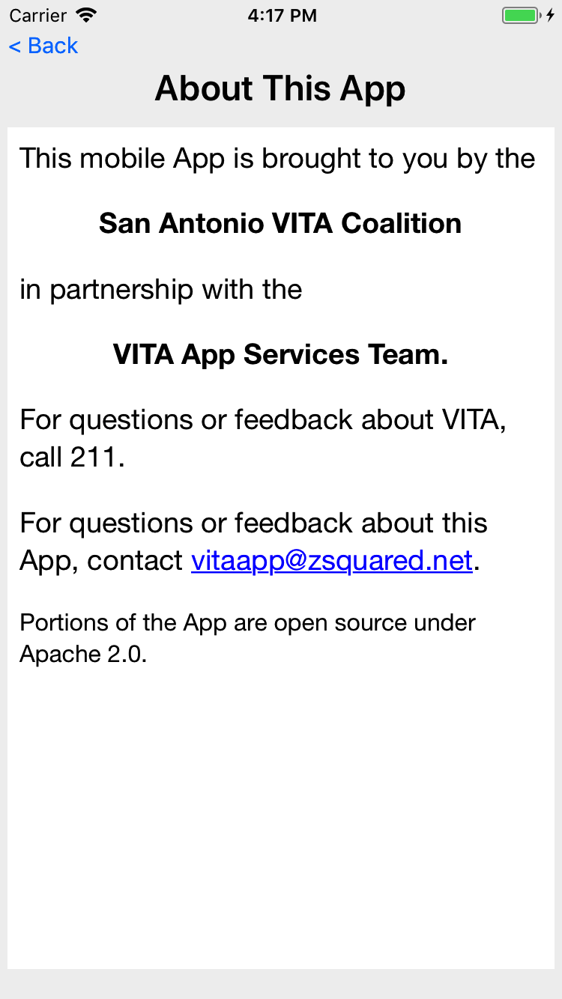 Carrier 4:17 PM
< Back
About This App
This mobile App is brought to you by the
San Antonio VITA Coalition
in partnership with the
VITA App Services Team.
For questions or feedback about VITA,
call 211.
For questions or feedback about this
App, contact vitaapp@zsquared.net.
Portions of the App are open source under
Apache 2.0.